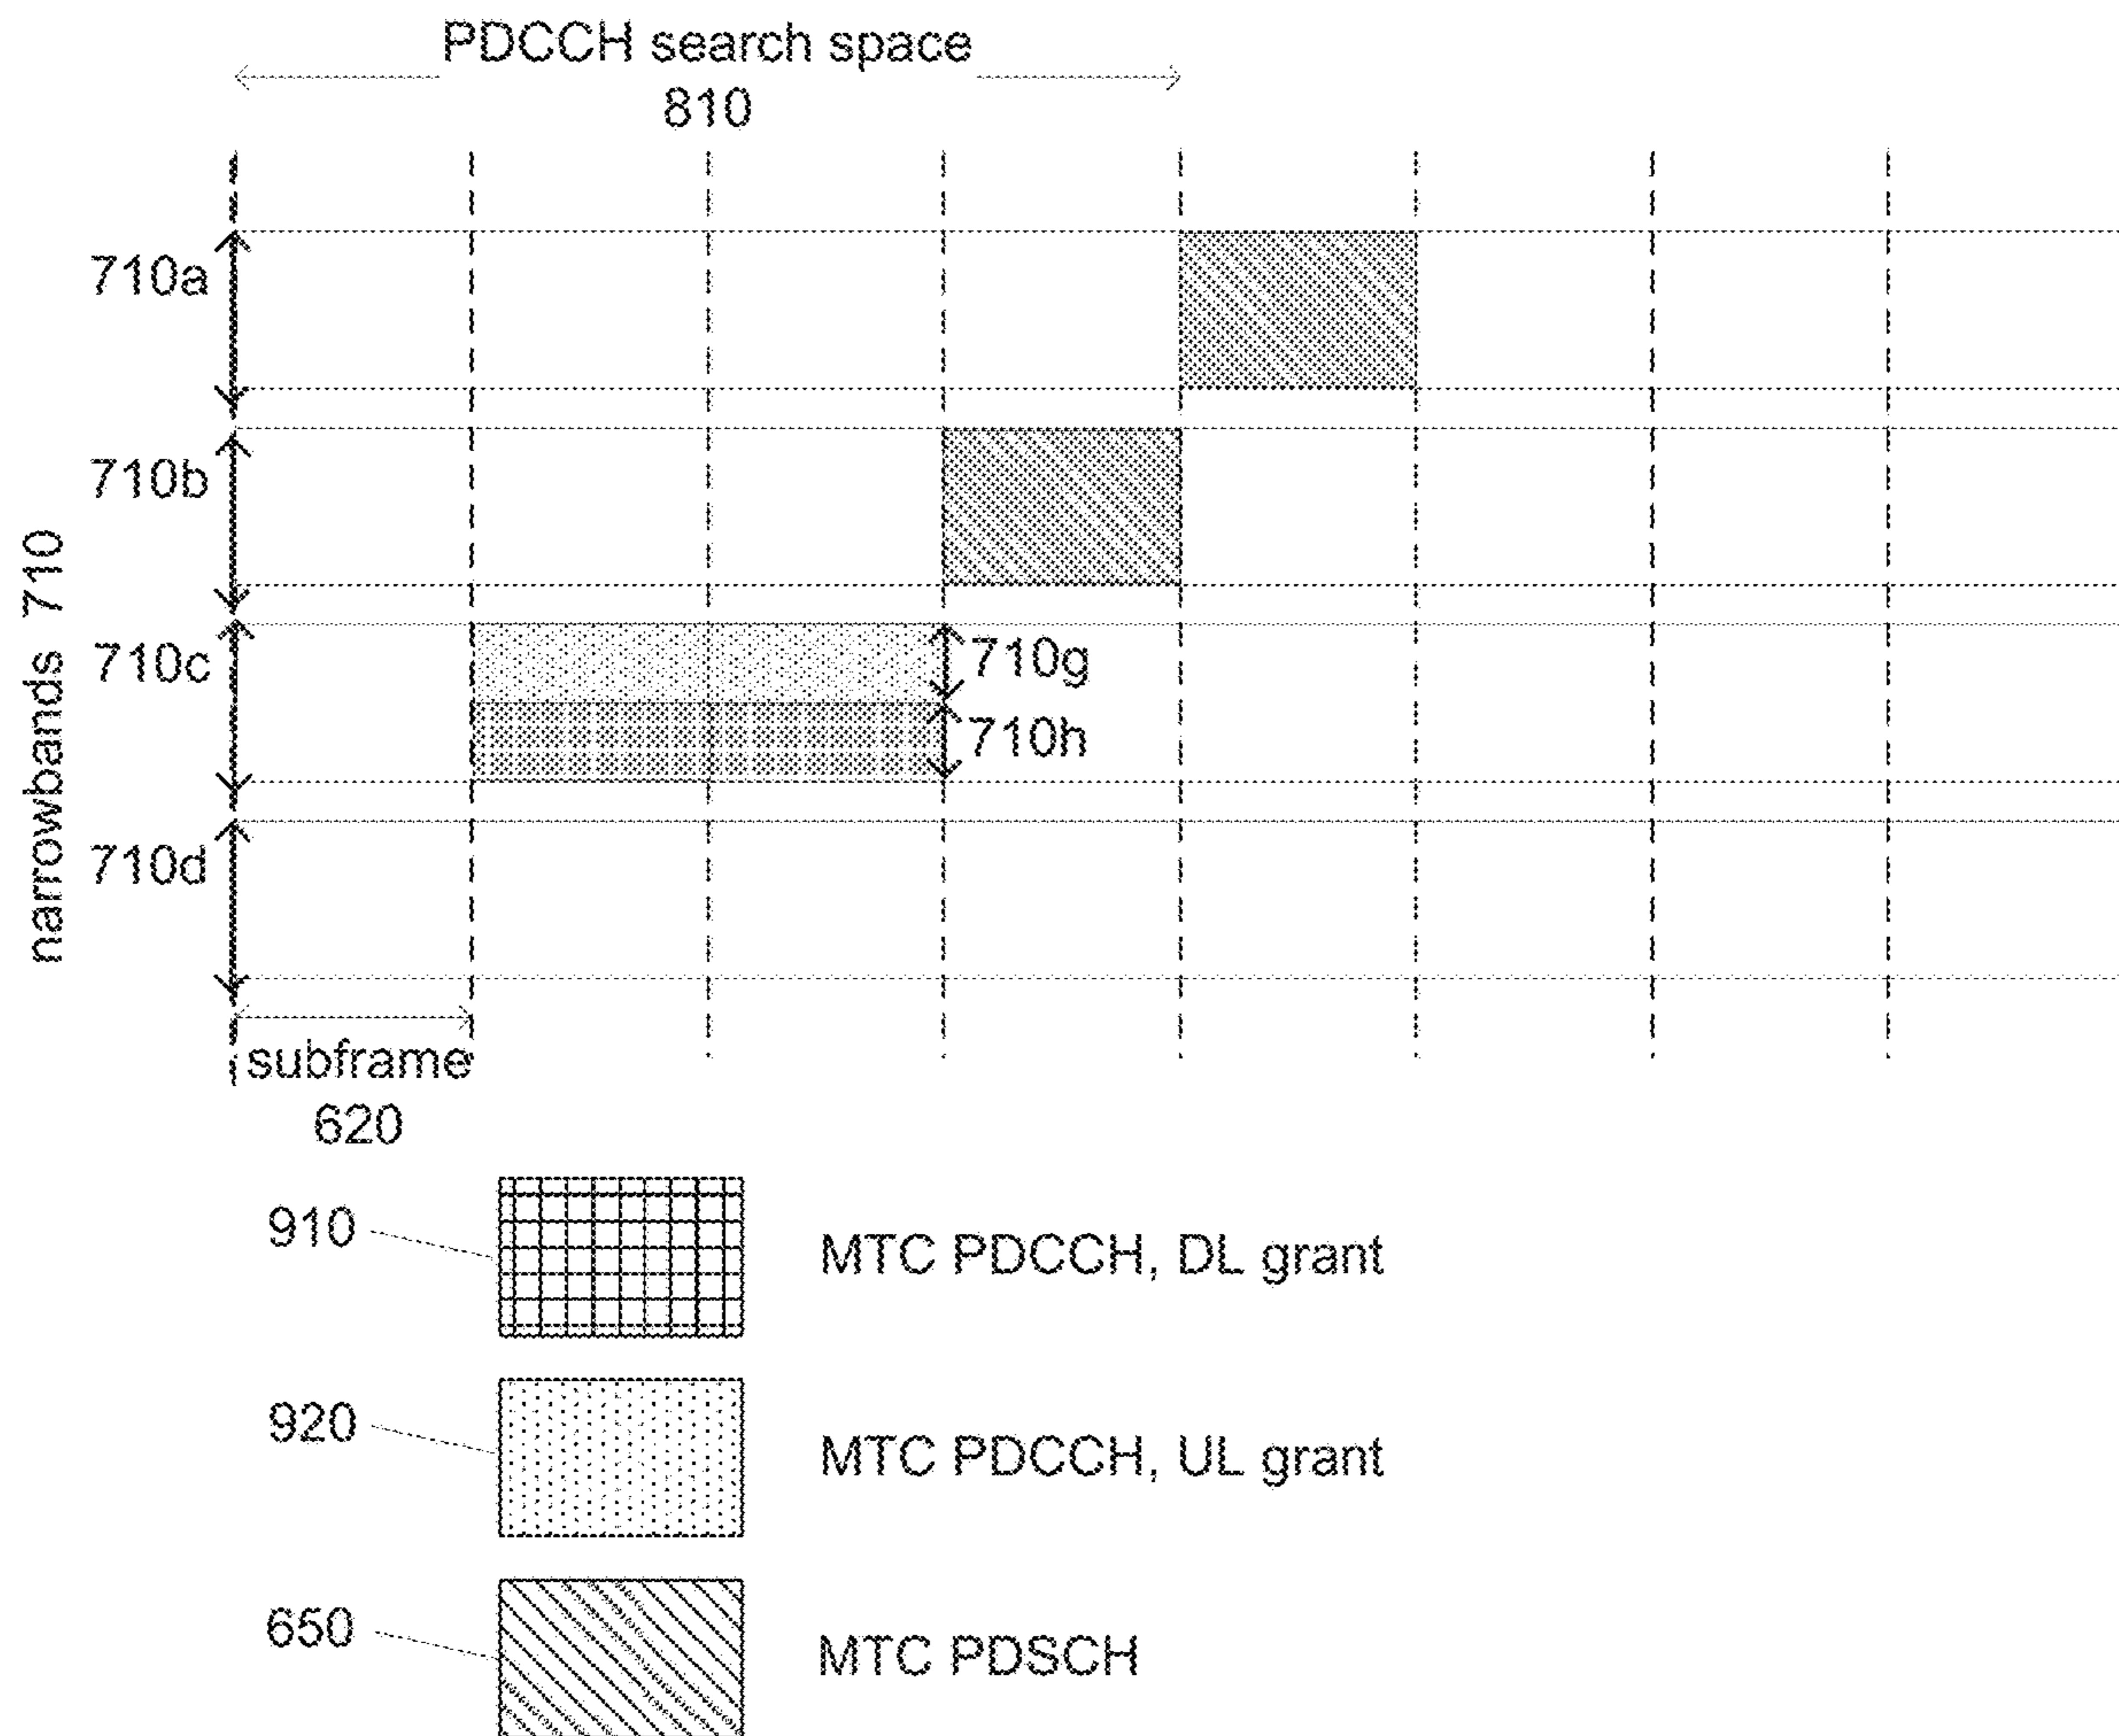 PDCCH search space
810
710a
710b
narrowbands 710
710c
710g
710h
710d
subframe
620
910
MTC PDCCH, DL grant
920
MTC PDCCH, UL grant
650
MTC PDSCH